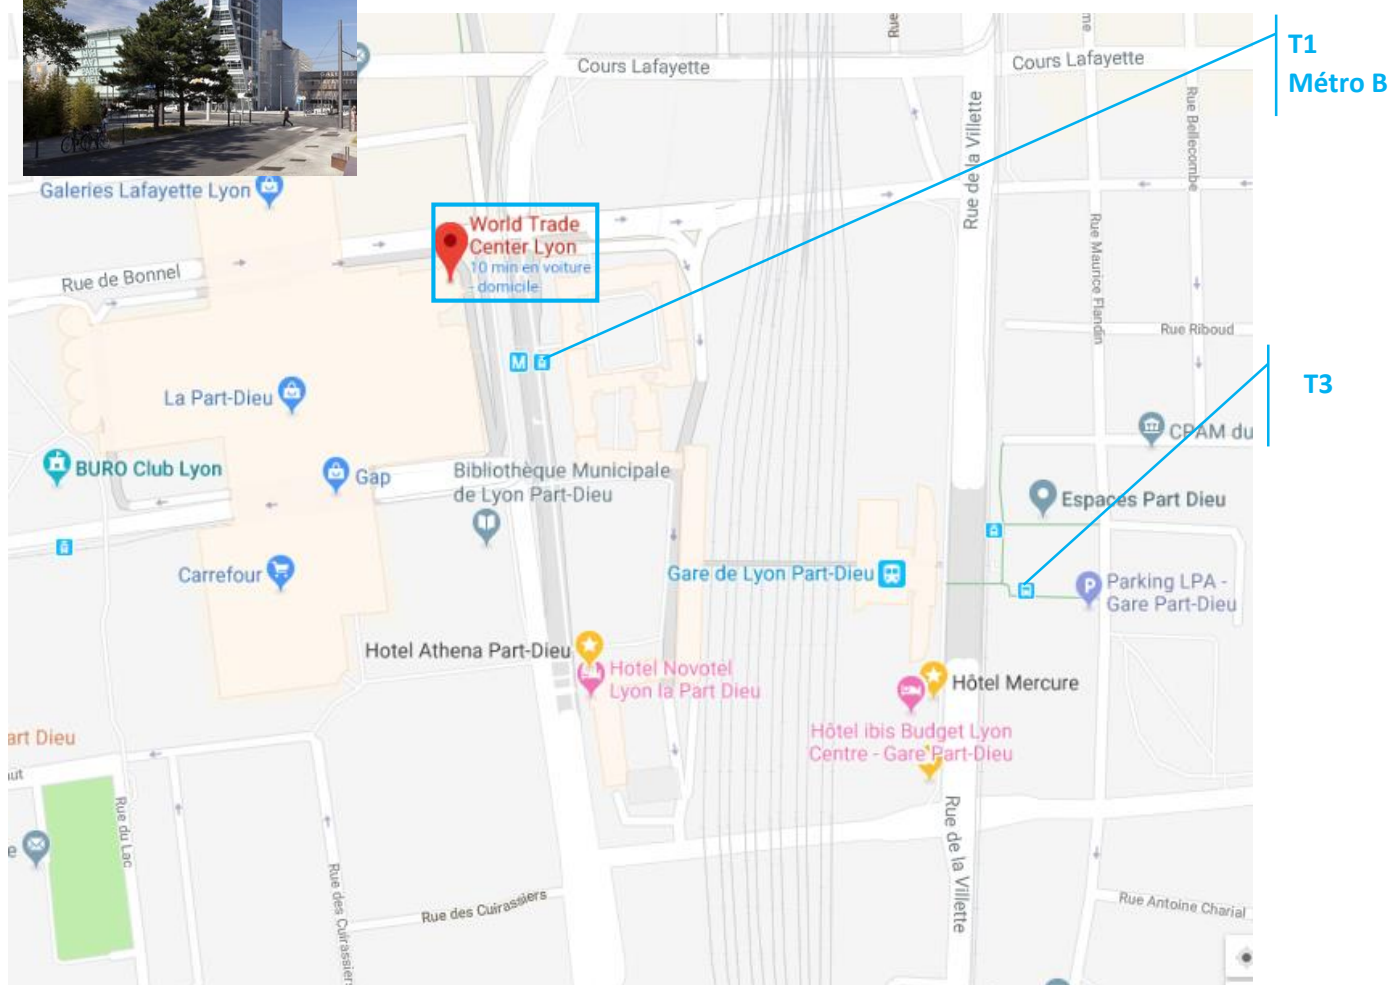 T1
Métro B
Cours Lafayette
Cours Lafayette
Rue
Rue de la Villette
Rue Bellecombe
Galeries Lafayette Lyon
World Trade
Center Lyon
10 min en voiture
- domicile
Rue de Bonnel
Rue Maurice Flandin
Rue Riboud
M
T3
La Part-Dieu
CPAM du
BURO Club Lyon
Gap
Bibliothèque Municipale
de Lyon Part-Dieu
Espaces Part Dieu
Carrefour
Gare de Lyon Part-Dieu
P
Parking LPA -
Gare Part-Dieu
Hotel Athena Part-Dieu
Hotel Novotel
Lyon la Part Dieu
Hôtel Mercure
Hôtel ibis Budget Lyon
Centre - Gare Part-Dieu
art Dieu
Rue du Lac
Rue des Cuirassiers
Rue des Cuirassiers
Rue de la Villette
Rue Antoine Charial